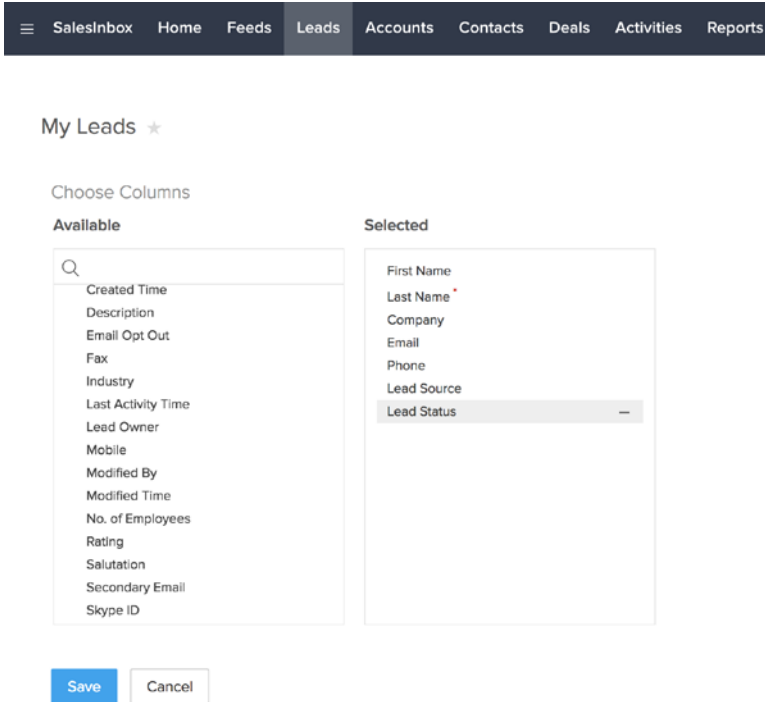 SalesInbox Home Feeds Leads Accounts Contacts Deals Activities Reports
My Leads
Choose Columns
Available
Created Time
Description
Email Opt Out
Fax
Industry
Last Activity Time
Lead Owner
Mobile
Modified By
Modified Time
No. of Employees
Rating
Salutation
Secondary Email
Skype ID
Selected
First Name
Last Name *
Company
Email
Phone
Lead Source
Lead Status
Save Cancel